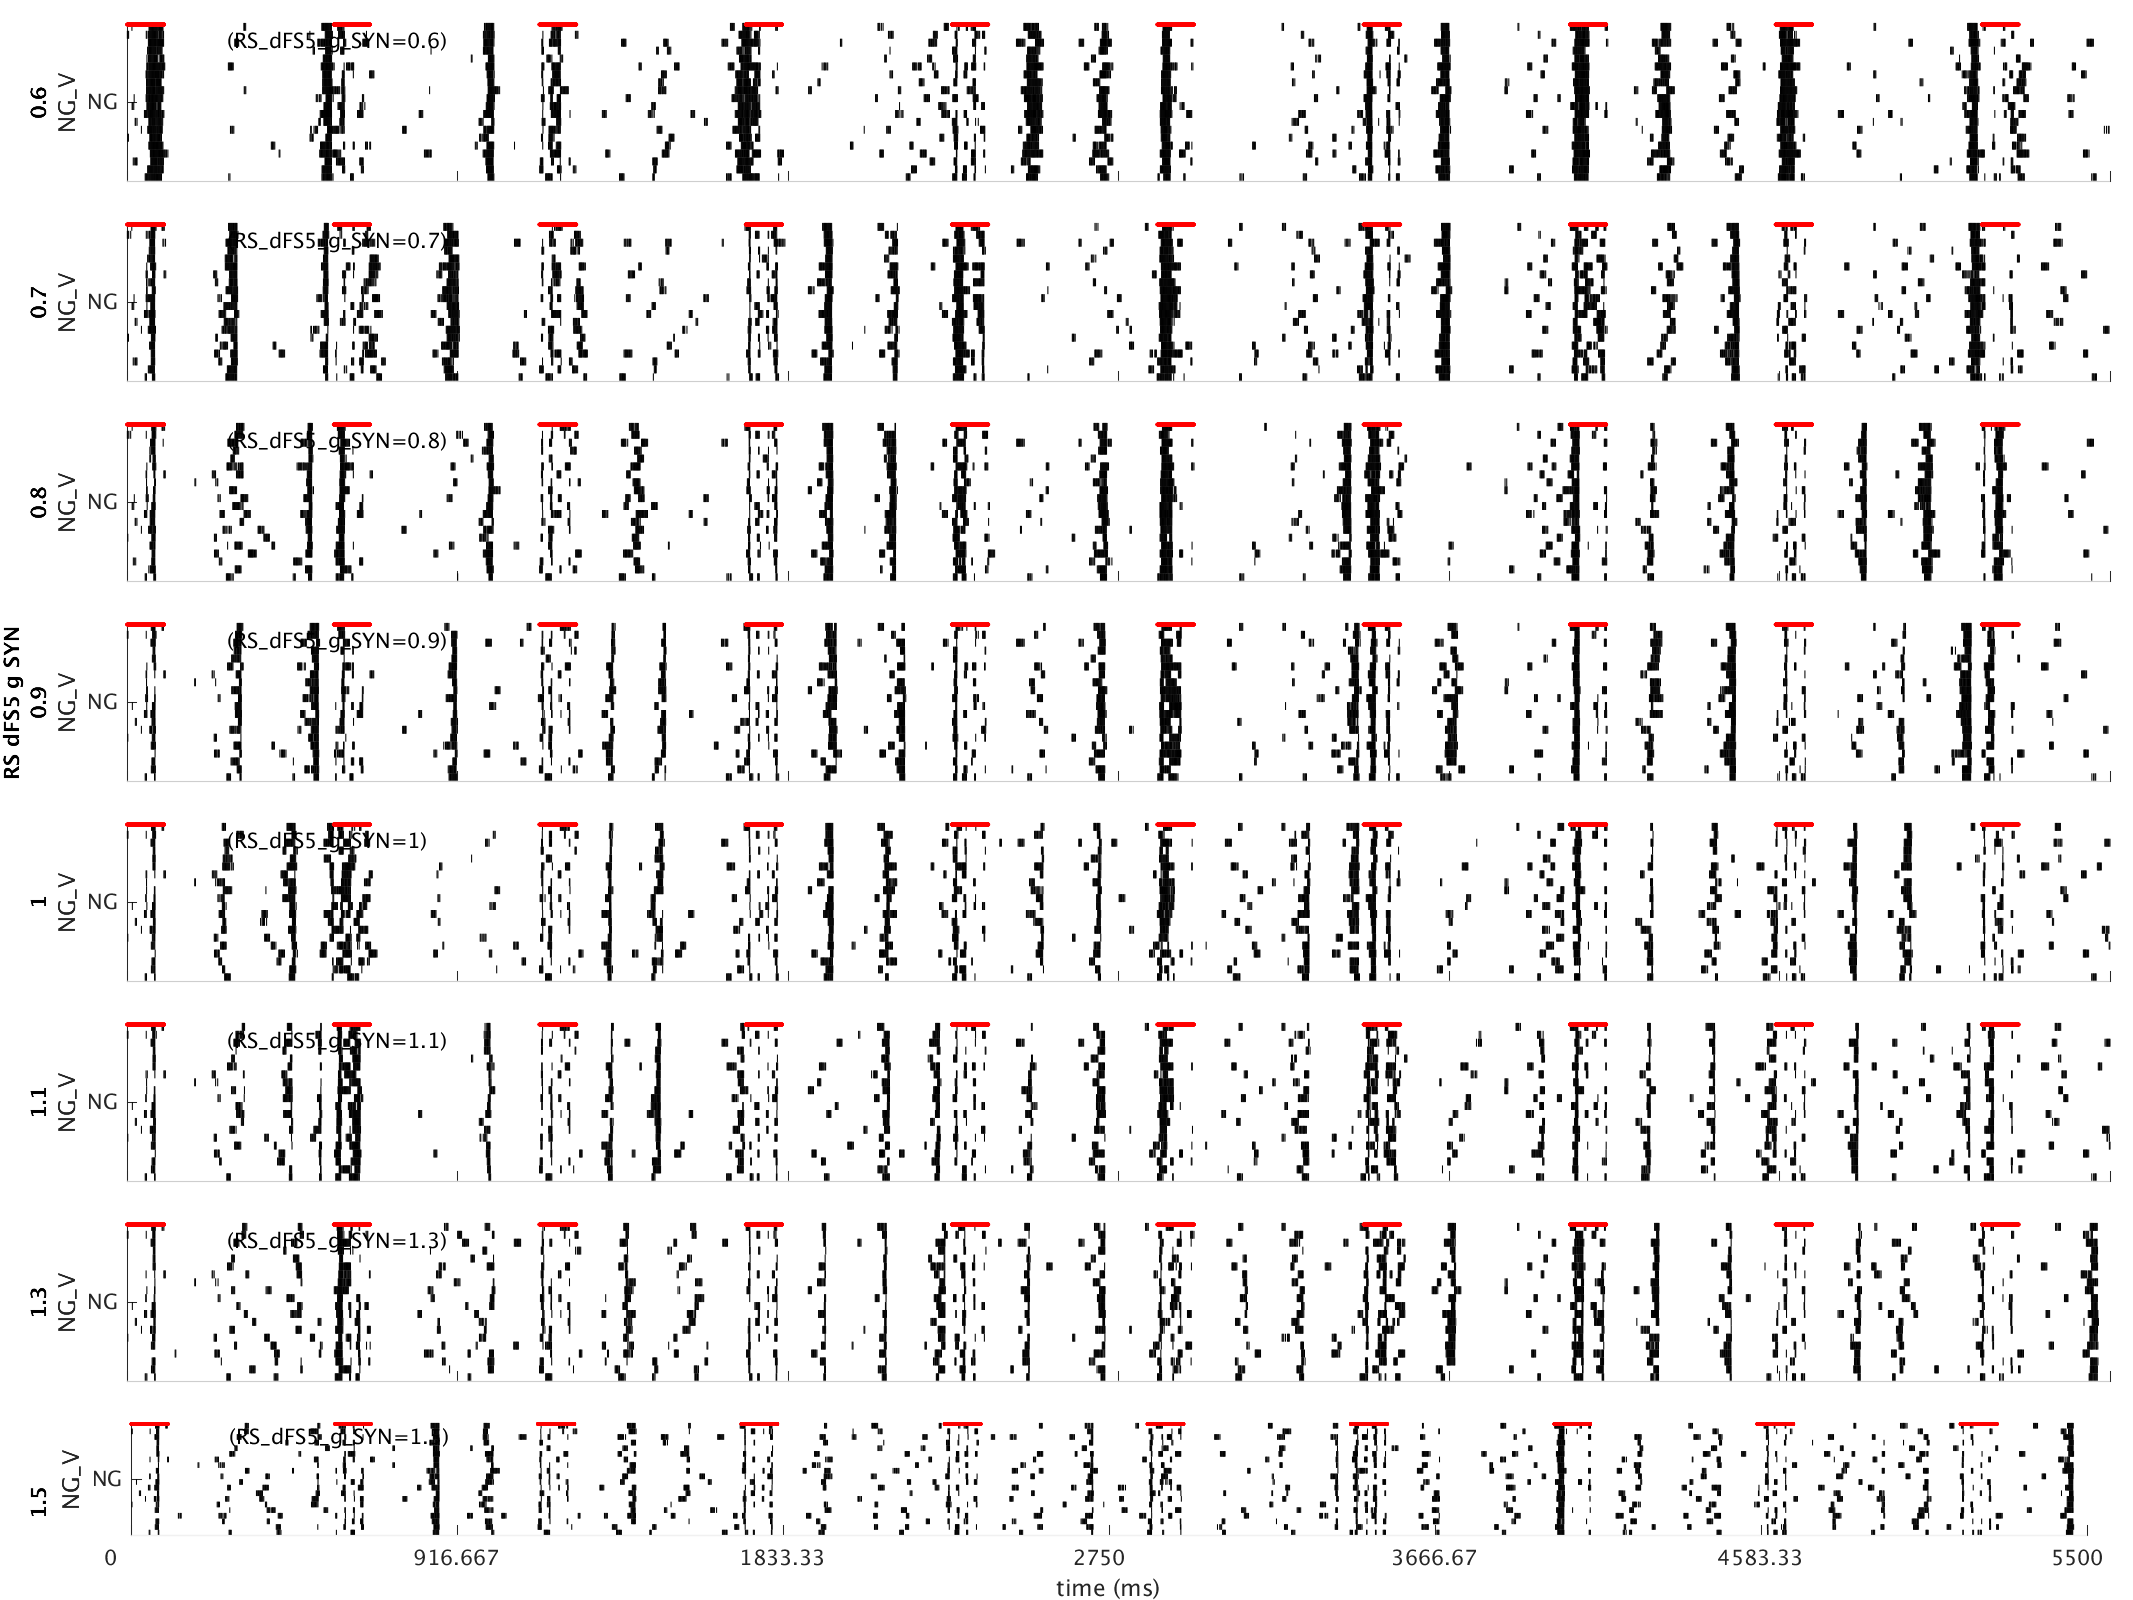 RS dFS5 g SYN
0.6
NG_V
NG
(RS_dFS5_g_SYN=0.6)
0.7
NG_V
NG
(RS_dFS5_g_SYN=0.7)
0.8
NG_V
NG
(RS_dFS5_g_SYN=0.8)
0.9
NG_V
NG
(RS_dFS5_g_SYN=0.9)
1
NG_V
NG
(RS_dFS5_g_SYN=1)
1.1
NG_V
NG
(RS_dFS5_g_SYN=1.1)
1.3
NG_V
NG
(RS_dFS5_g_SYN=1.3)
1.5
NG_V
NG
(RS_dFS5_g_SYN=1.5)
0 916.667 1833.33 2750 3666.67 4583.33 5500
time (ms)